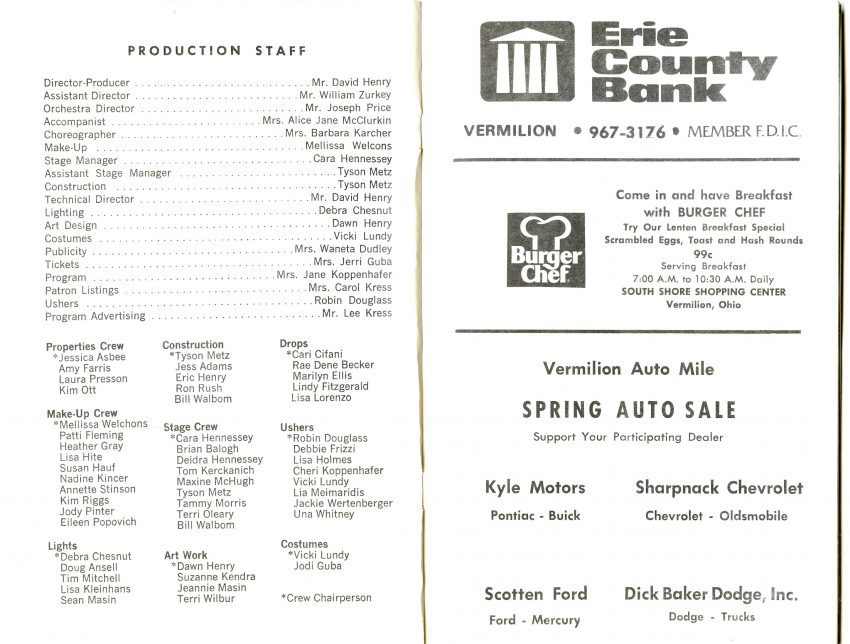 PRODUCTION STAFF
Director-Producer . . . . . . . . . . Mr. David Henry
Assistant Director . . . . . . . . . . Mr. William Zurkey
Orchestra Director . . . . . . . . . . Mr. Joseph Price
Accompanist . . . . . . . . . . Mrs. Alice Jane McClurkin
Choreographer . . . . . . . . . . Mrs. Barbara Karcher
Make-Up . . . . . . . . . . Mellissa Welcons
Stage Manager . . . . . . . . . . Cara Hennessey
Assistant Stage Manager . . . . . . . . . . Tyson Metz
Construction . . . . . . . . . . Tyson Metz
Technical Director . . . . . . . . . . Mr. David Henry
Lighting . . . . . . . . . . Debra Chesnut
Art Design . . . . . . . . . . Dawn Henry
Costumes . . . . . . . . . . Vicki Lundy
Publicity . . . . . . . . . . Mrs. Waneta Dudley
Tickets . . . . . . . . . . Mrs. Jerri Guba
Program . . . . . . . . . . Mrs. Jane Koppenhafer
Patron Listings . . . . . . . . . . Mrs. Carol Kress
Ushers . . . . . . . . . . Robin Douglass
Program Advertising . . . . . . . . . . Mr. Lee Kress
Properties Crew
*Jessica Asbee
Amy Farris
Laura Presson
Kim Ott
Make-Up Crew
*Mellissa Welchons
Patti Fleming
Heather Gray
Lisa Hite
Susan Hauf
Nadine Kincer
Annette Stinson
Kim Riggs
Jody Pinter
Eileen Popovich
Lights
*Debra Chesnut
Doug Ansell
Tim Mitchell
Lisa Kleinhans
Sean Masin
Construction
*Tyson Metz
Jess Adams
Eric Henry
Ron Rush
Bill Walbom
Stage Crew
*Cara Hennessey
Brian Balogh
Deidra Hennessey
Tom Kerckanich
Maxine McHugh
Tyson Metz
Tammy Morris
Terri Oleary
Bill Walbom
Art Work
*Dawn Henry
Suzanne Kendra
Jeannie Masin
Terri Wilbur
Drops
*Cari Cifani
Rae Dene Becker
Marilyn Ellis
Lindy Fitzgerald
Lisa Lorenzo
Ushers
*Robin Douglass
Debbie Frizzi
Lisa Holmes
Cheri Koppenhafer
Vicki Lundy
Lia Meimaridis
Jackie Wertenberger
Una Whitney
Costumes
*Vicki Lundy
Jodi Guba
*Crew Chairperson
Erie
County
Bank
VERMILION • 967-3176 • MEMBER F.D.I.C.
Burger
Chef
Come in and have Breakfast
with BURGER CHEF
Try Our Lenten Breakfast Special
Scrambled Eggs, Toast and Hash Rounds
99c
Serving Breakfast
7:00 A.M. to 10:30 A.M. Daily
SOUTH SHORE SHOPPING CENTER
Vermilion, Ohio
Vermilion Auto Mile
SPRING AUTO SALE
Support Your Participating Dealer
Kyle Motors
Pontiac - Buick
Sharpnack Chevrolet
Chevrolet - Oldsmobile
Scotten Ford
Ford - Mercury
Dick Baker Dodge, Inc.
Dodge - Trucks